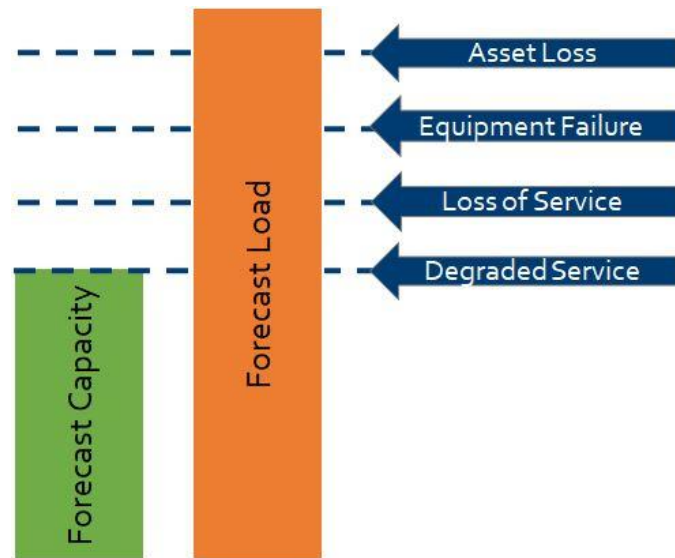 Asset Loss
Equipment Failure
Loss of Service
Degraded Service
Forecast Capacity
Forecast Load